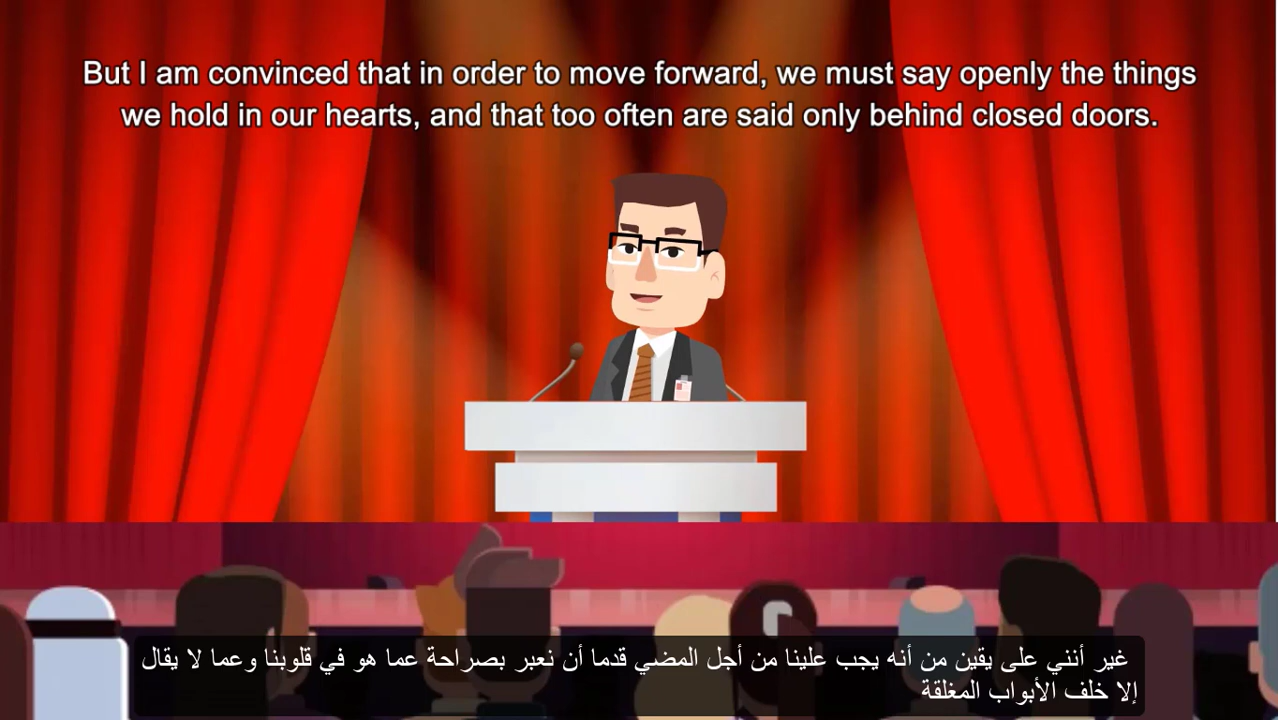 But I am convinced that in order to move forward, we must say openly the things
we hold in our hearts, and that too often are said only behind closed doors.
غير أنني على يقين من أنه يجب علينا من أجل المضي قدما أن نعبر بصراحة عما هو في قلوبنا وعما لا يقال
إلا خلف الأبواب المغلقة